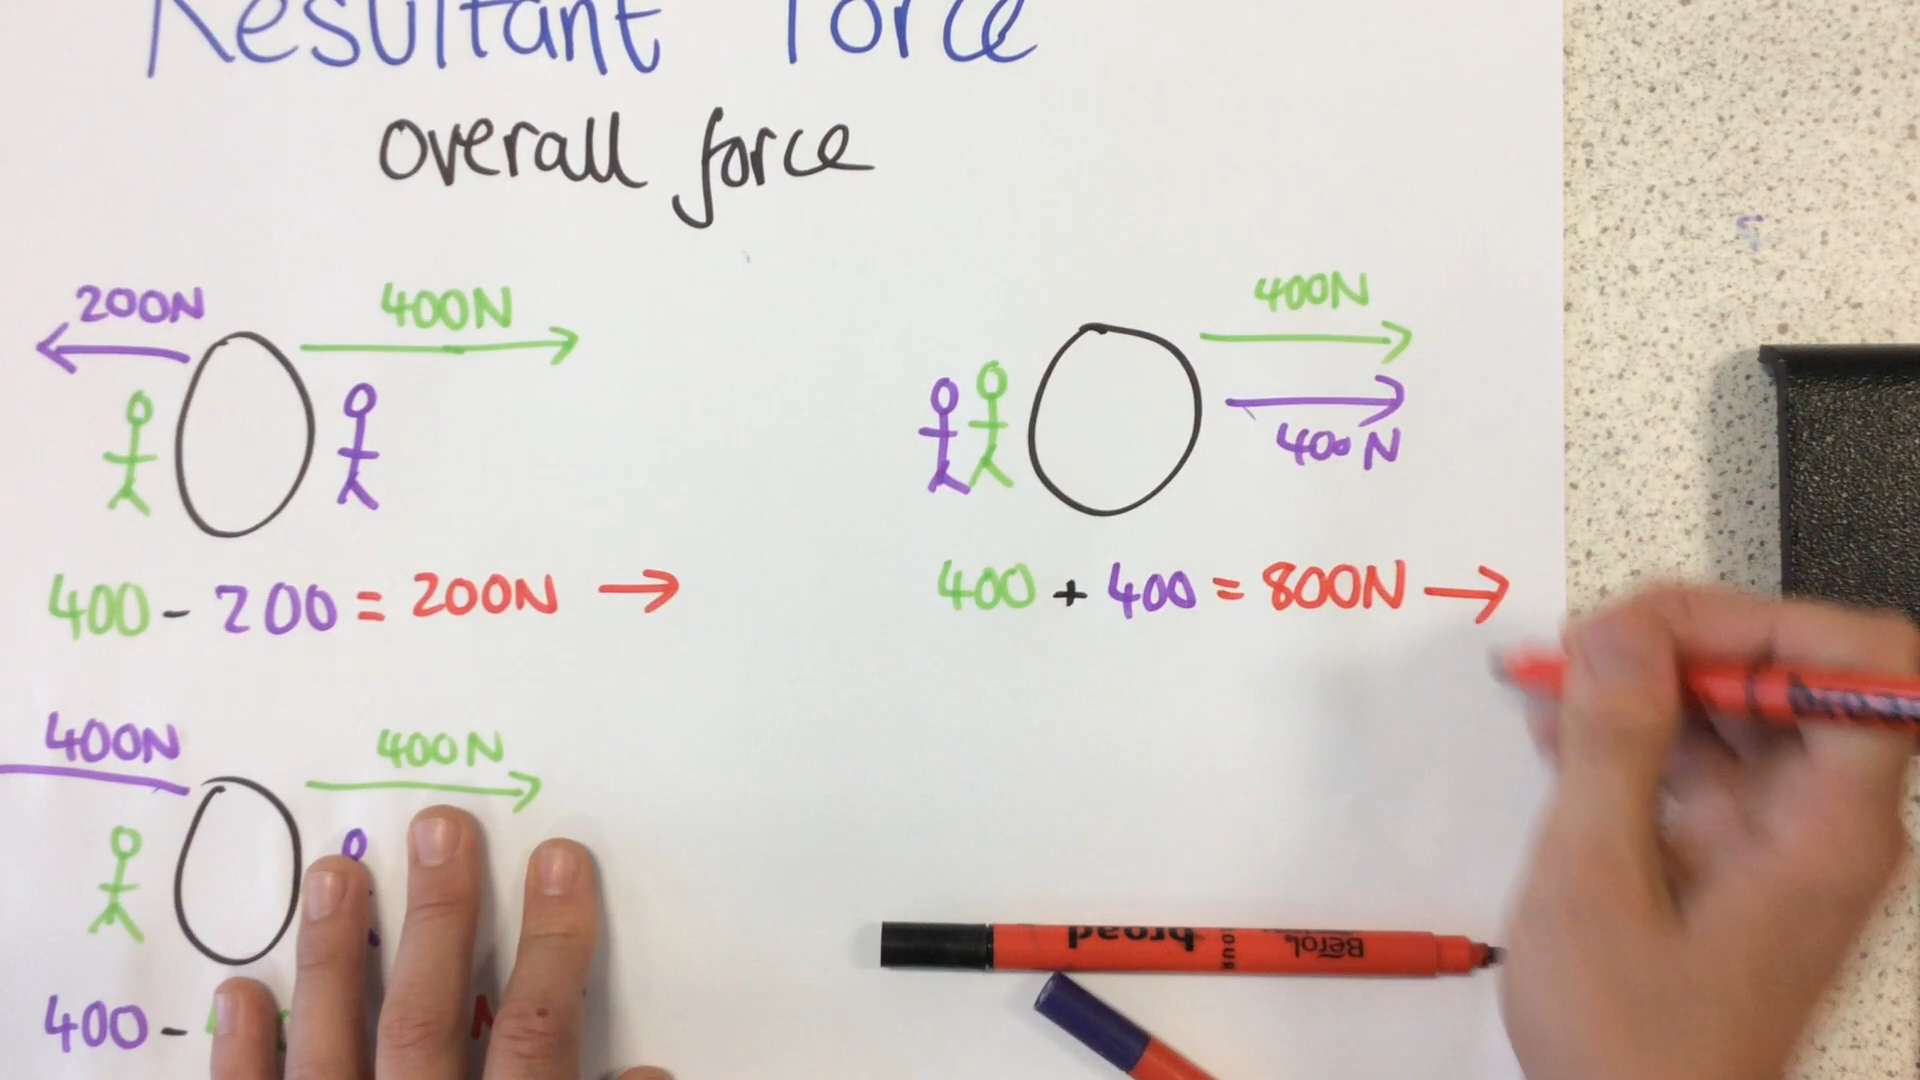 Resultant force
overall force
200N
400N
400 - 200 = 200N →
400N
400N
400 + 400 = 800N →
400N
400N
400 -
broad
Berol
broad